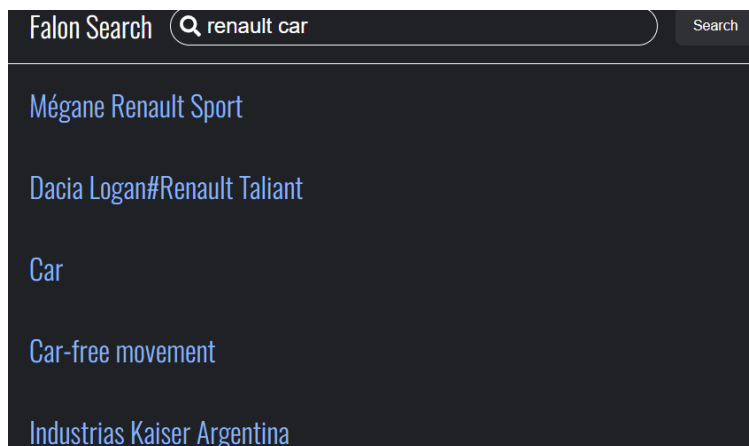 Falon Search renault car Search
Mégane Renault Sport
Dacia Logan#Renault Taliant
Car
Car-free movement
Industrias Kaiser Argentina